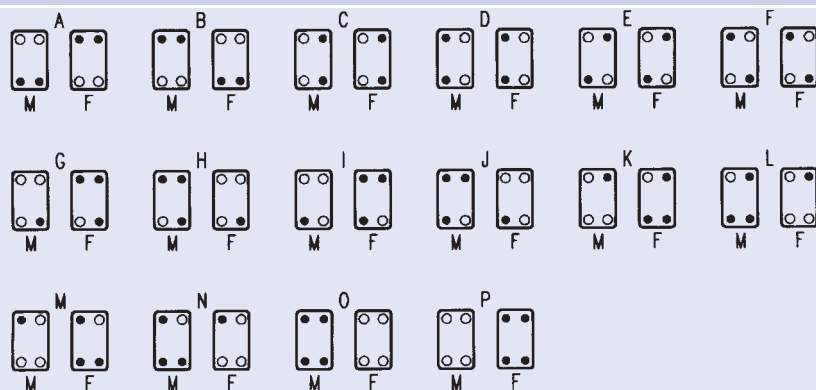 A B C D E F
M F M F M F M F M F M F
G H I J K L
M F M F M F M F M F M F
M N O P
M F M F M F M F